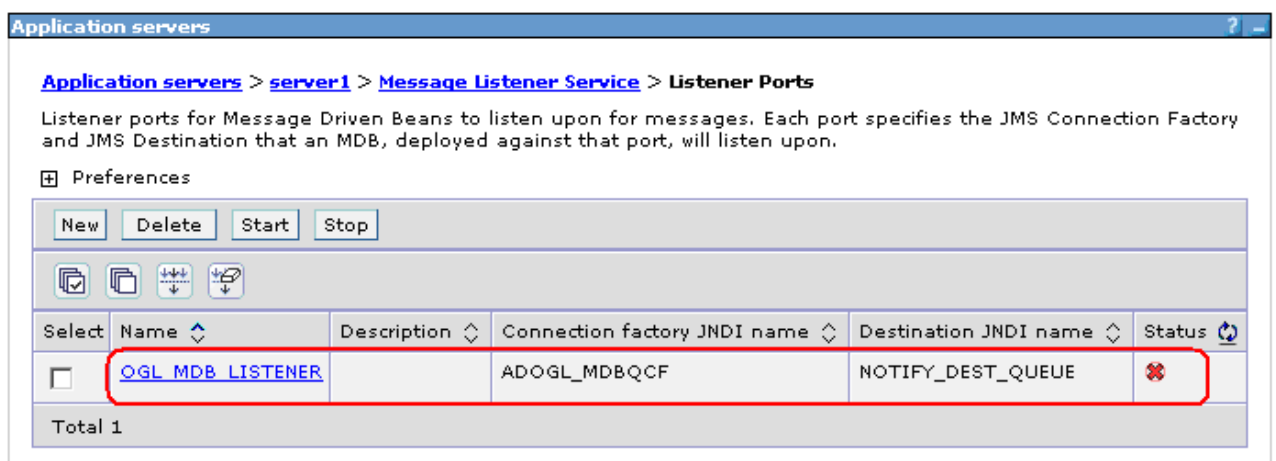 Application servers ? _
Application servers > server1 > Message Listener Service > Listener Ports
Listener ports for Message Driven Beans to listen upon for messages. Each port specifies the JMS Connection Factory
and JMS Destination that an MDB, deployed against that port, will listen upon.
Preferences
New Delete Start Stop
Select Name Description Connection factory JNDI name Destination JNDI name Status
OGL MDB LISTENER ADOGL_MDBQCF NOTIFY_DEST_QUEUE
Total 1